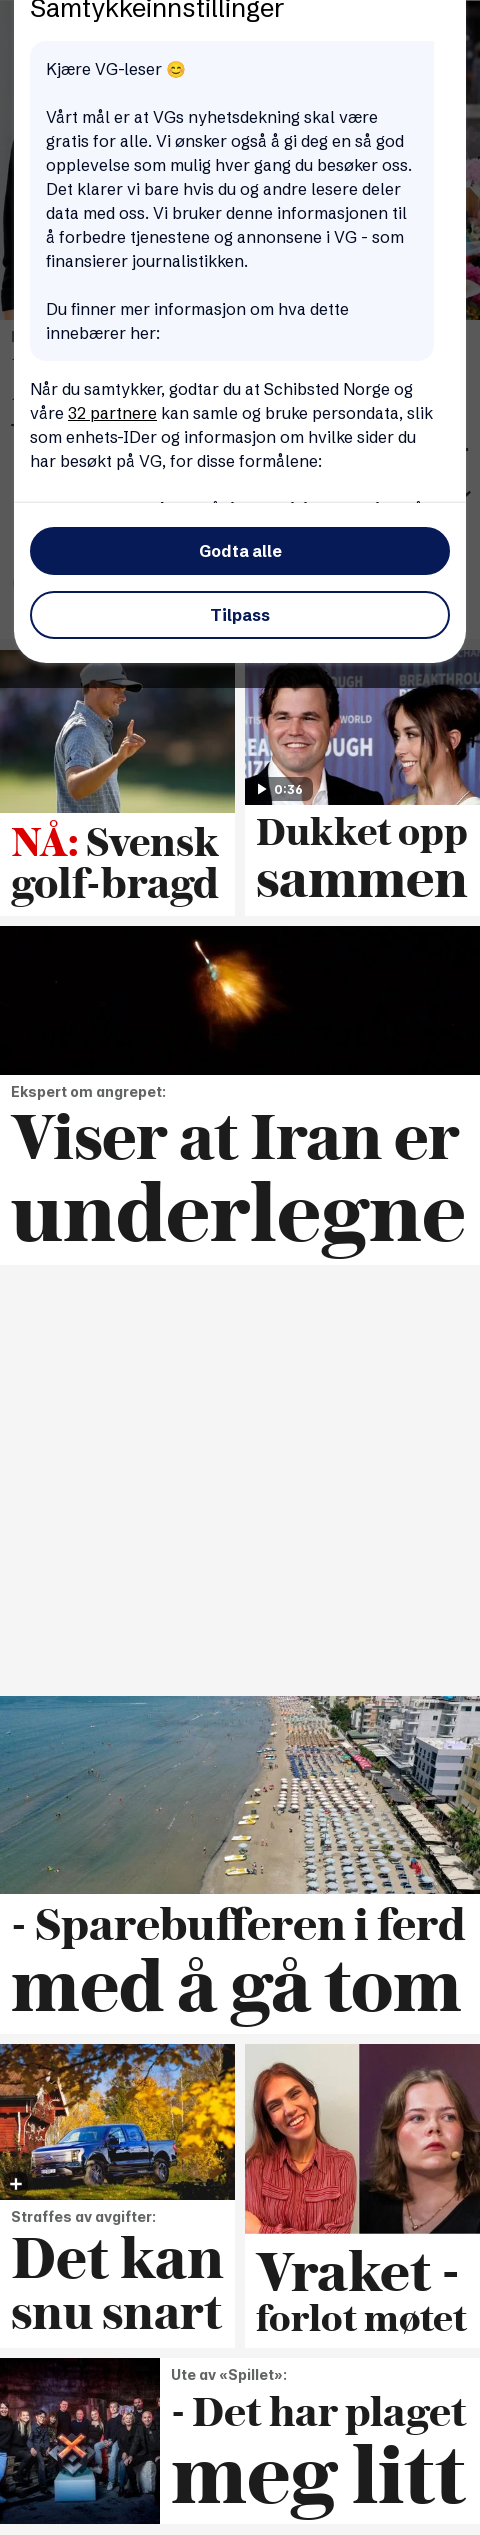 Samtykkeinnstillinger
Kjære VG-leser 😊
Vårt mål er at VGs nyhetsdekning skal være
gratis for alle. Vi ønsker også å gi deg en så god
opplevelse som mulig hver gang du besøker oss.
Det klarer vi bare hvis du og andre lesere deler
data med oss. Vi bruker denne informasjonen til
å forbedre tjenestene og annonsene i VG - som
finansierer journalistikken.
Du finner mer informasjon om hva dette
innebærer her:
Når du samtykker, godtar du at Schibsted Norge og
våre 32 partnere kan samle og bruke persondata, slik
som enhets-IDer og informasjon om hvilke sider du
har besøkt på VG, for disse formålene:
Godta alle
Tilpass
BREAKTHROUGH
WORLD
0:36
NÅ: Svensk
golf-bragd
Dukket opp
sammen
Ekspert om angrepet:
Viser at Iran er
underlegne
- Sparebufferen i ferd
med å gå tom
Straffes av avgifter:
Det kan
snu snart
Vraket -
forlot møtet
Ute av «Spillet»:
- Det har plaget
meg litt